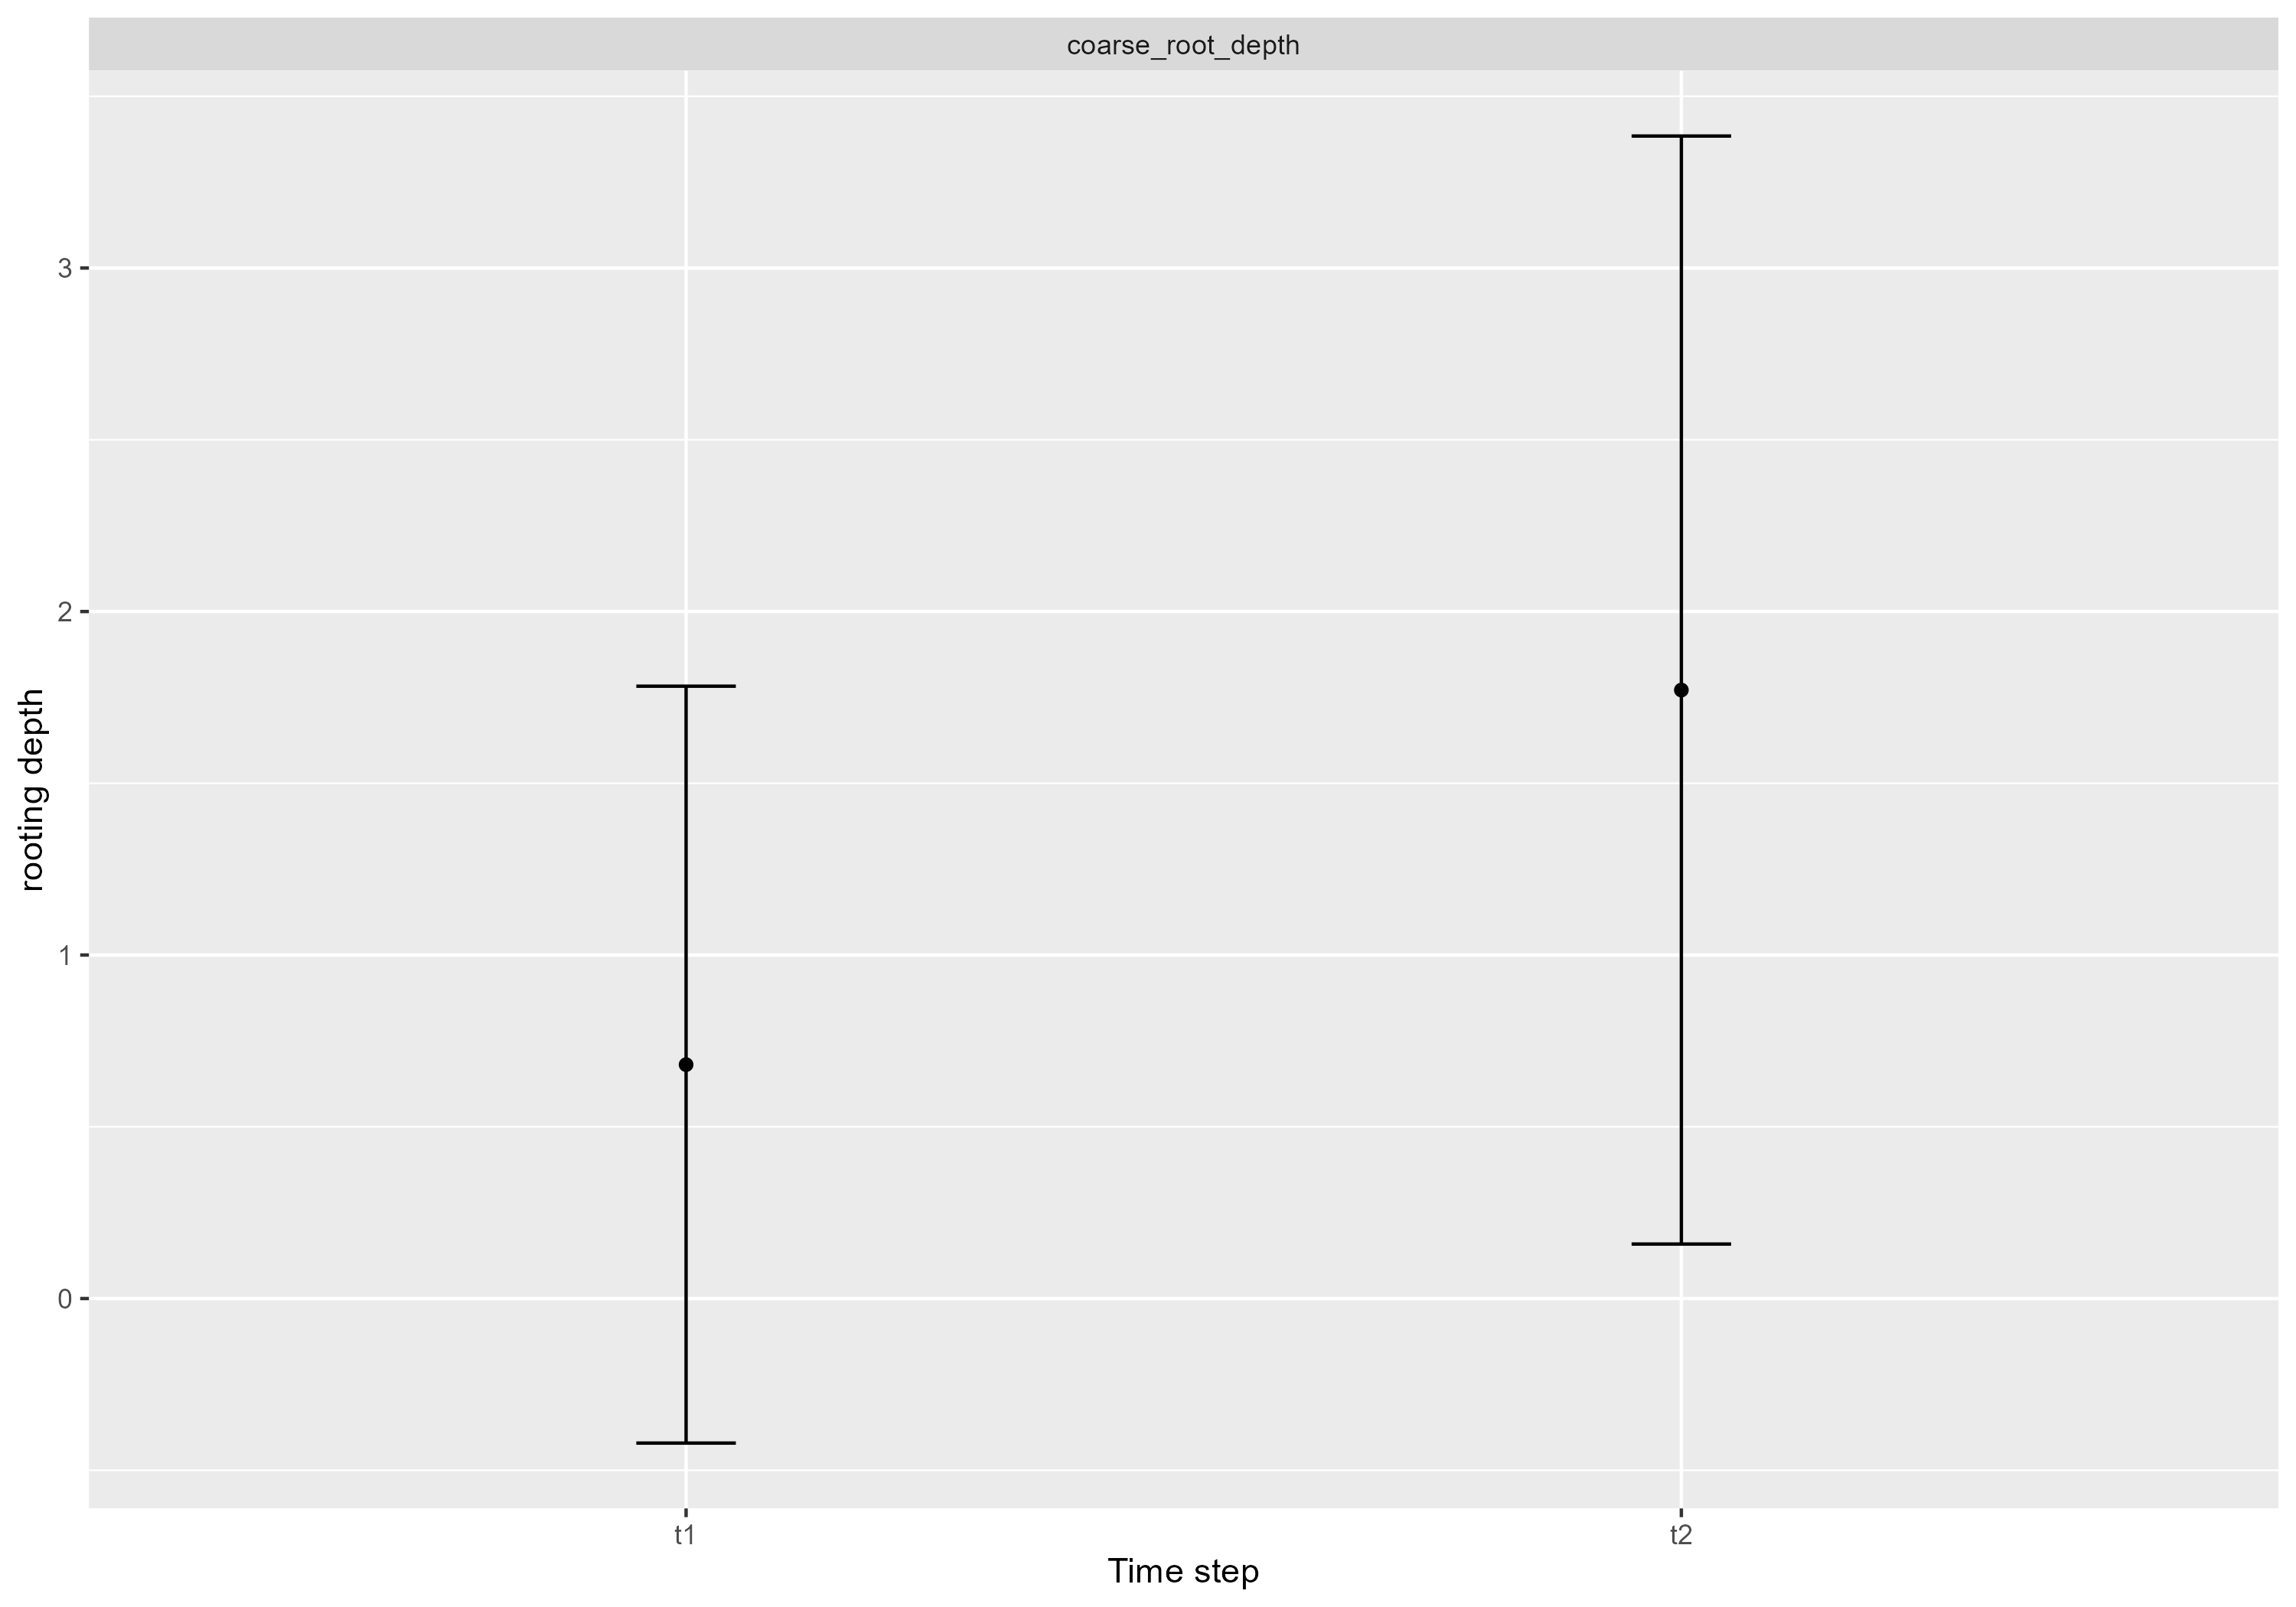 coarse_root_depth
rooting depth
3
2
1
0
t1
t2
Time step